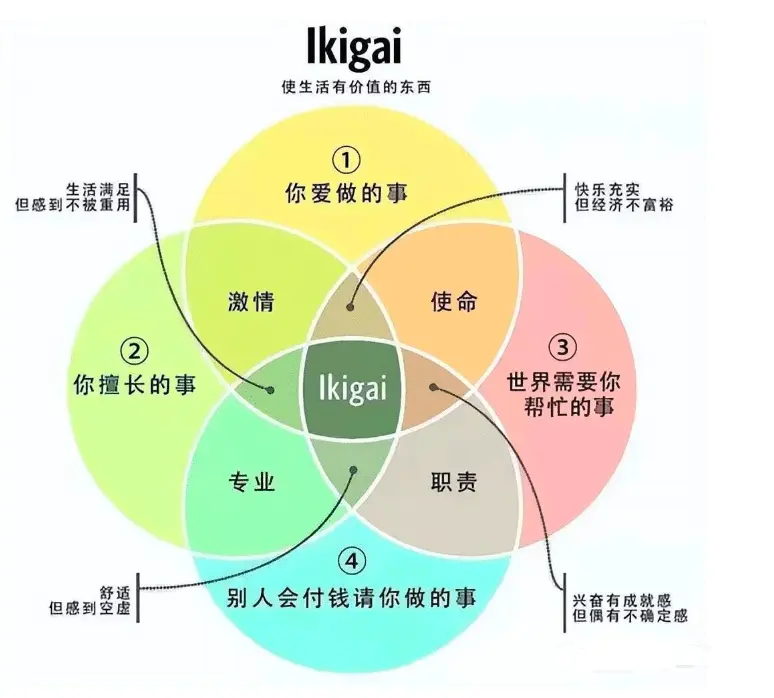 Ikigai
使生活有价值的东西
①
你爱做的事
生活满足
但感到不被重用
快乐充实
但经济不富裕
激情
使命
②
你擅长的事
③
世界需要你
帮忙的事
Ikigai
专业
职责
④
别人会付钱请你做的事
舒适
但感到空虚
兴奋有成就感
但偶有不确定感